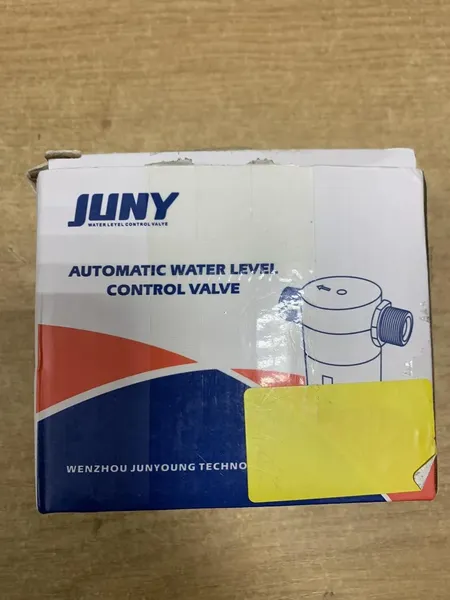 JUNY
WATER LEVEL CONTROL VALVE
AUTOMATIC WATER LEVEL
CONTROL VALVE
WENZHOU JUNYOUNG TECHNO